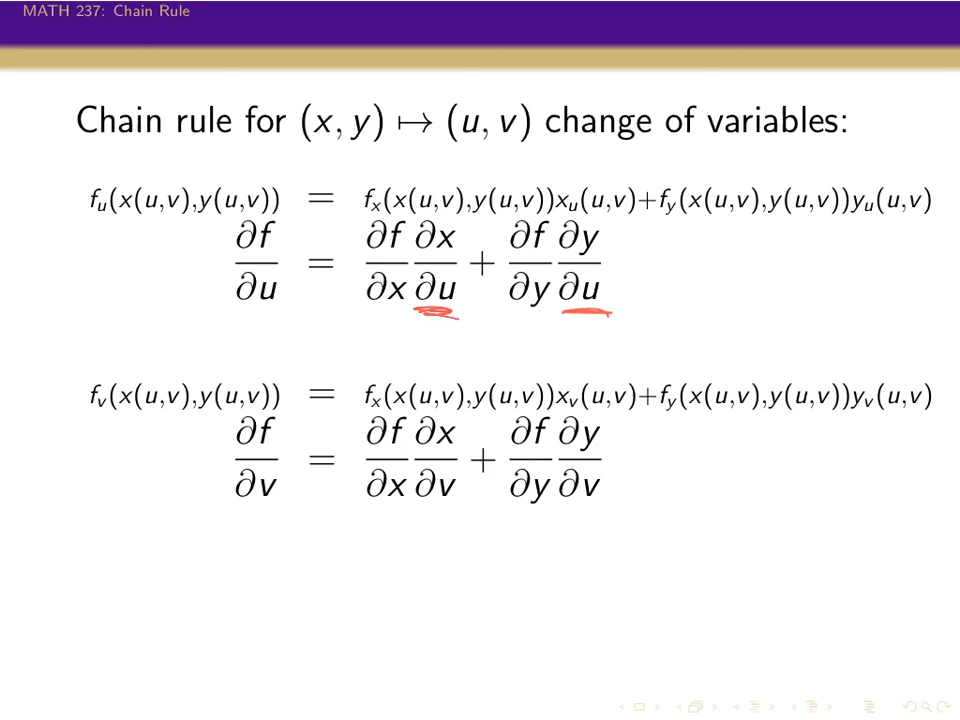 MATH 237: Chain Rule
Chain rule for (x, y) ↦ (u, v) change of variables:
f_u(x(u,v),y(u,v)) = f_x(x(u,v),y(u,v))x_u(u,v)+f_y(x(u,v),y(u,v))y_u(u,v)
∂f/∂u = ∂f/∂x ∂x/∂u + ∂f/∂y ∂y/∂u
f_v(x(u,v),y(u,v)) = f_x(x(u,v),y(u,v))x_v(u,v)+f_y(x(u,v),y(u,v))y_v(u,v)
∂f/∂v = ∂f/∂x ∂x/∂v + ∂f/∂y ∂y/∂v